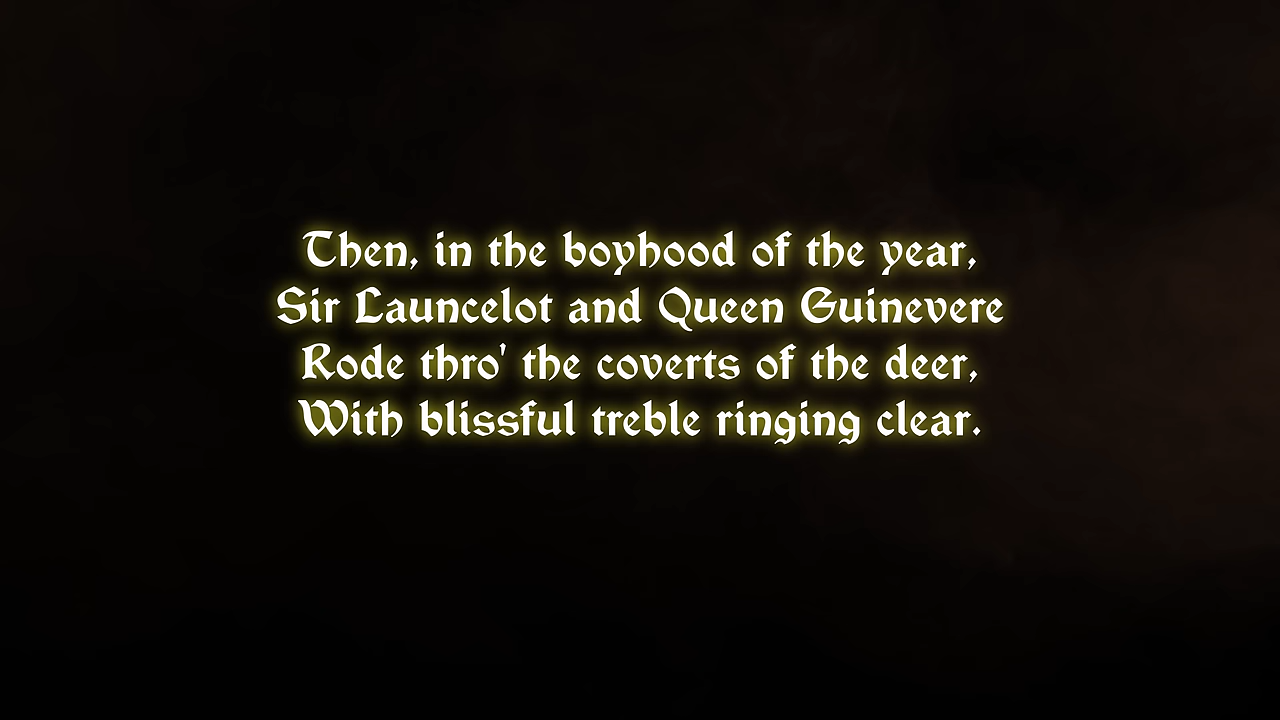 Then, in the boyhood of the year,
Sir Launcelot and Queen Guinevere
Rode thro' the coverts of the deer,
With blissful treble ringing clear.